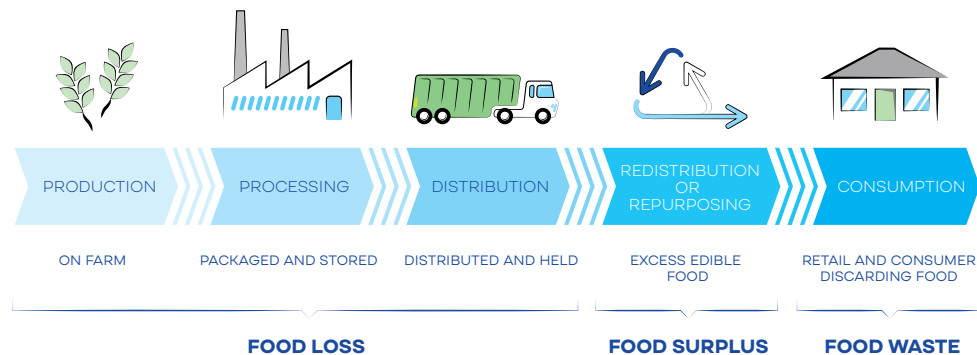 PRODUCTION
PROCESSING
DISTRIBUTION
REDISTRIBUTION
OR
REPURPOSING
CONSUMPTION
ON FARM
PACKAGED AND STORED
DISTRIBUTED AND HELD
EXCESS EDIBLE
FOOD
RETAIL AND CONSUMER
DISCARDING FOOD
FOOD LOSS
FOOD SURPLUS
FOOD WASTE